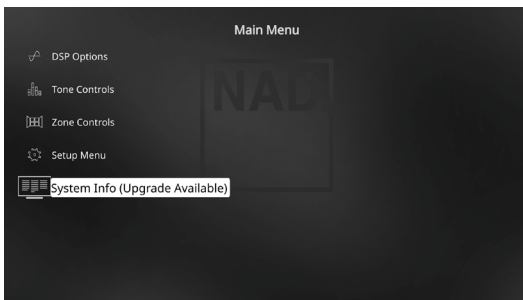 Main Menu
DSP Options
NAD
Tone Controls
Zone Controls
Setup Menu
System Info (Upgrade Available)